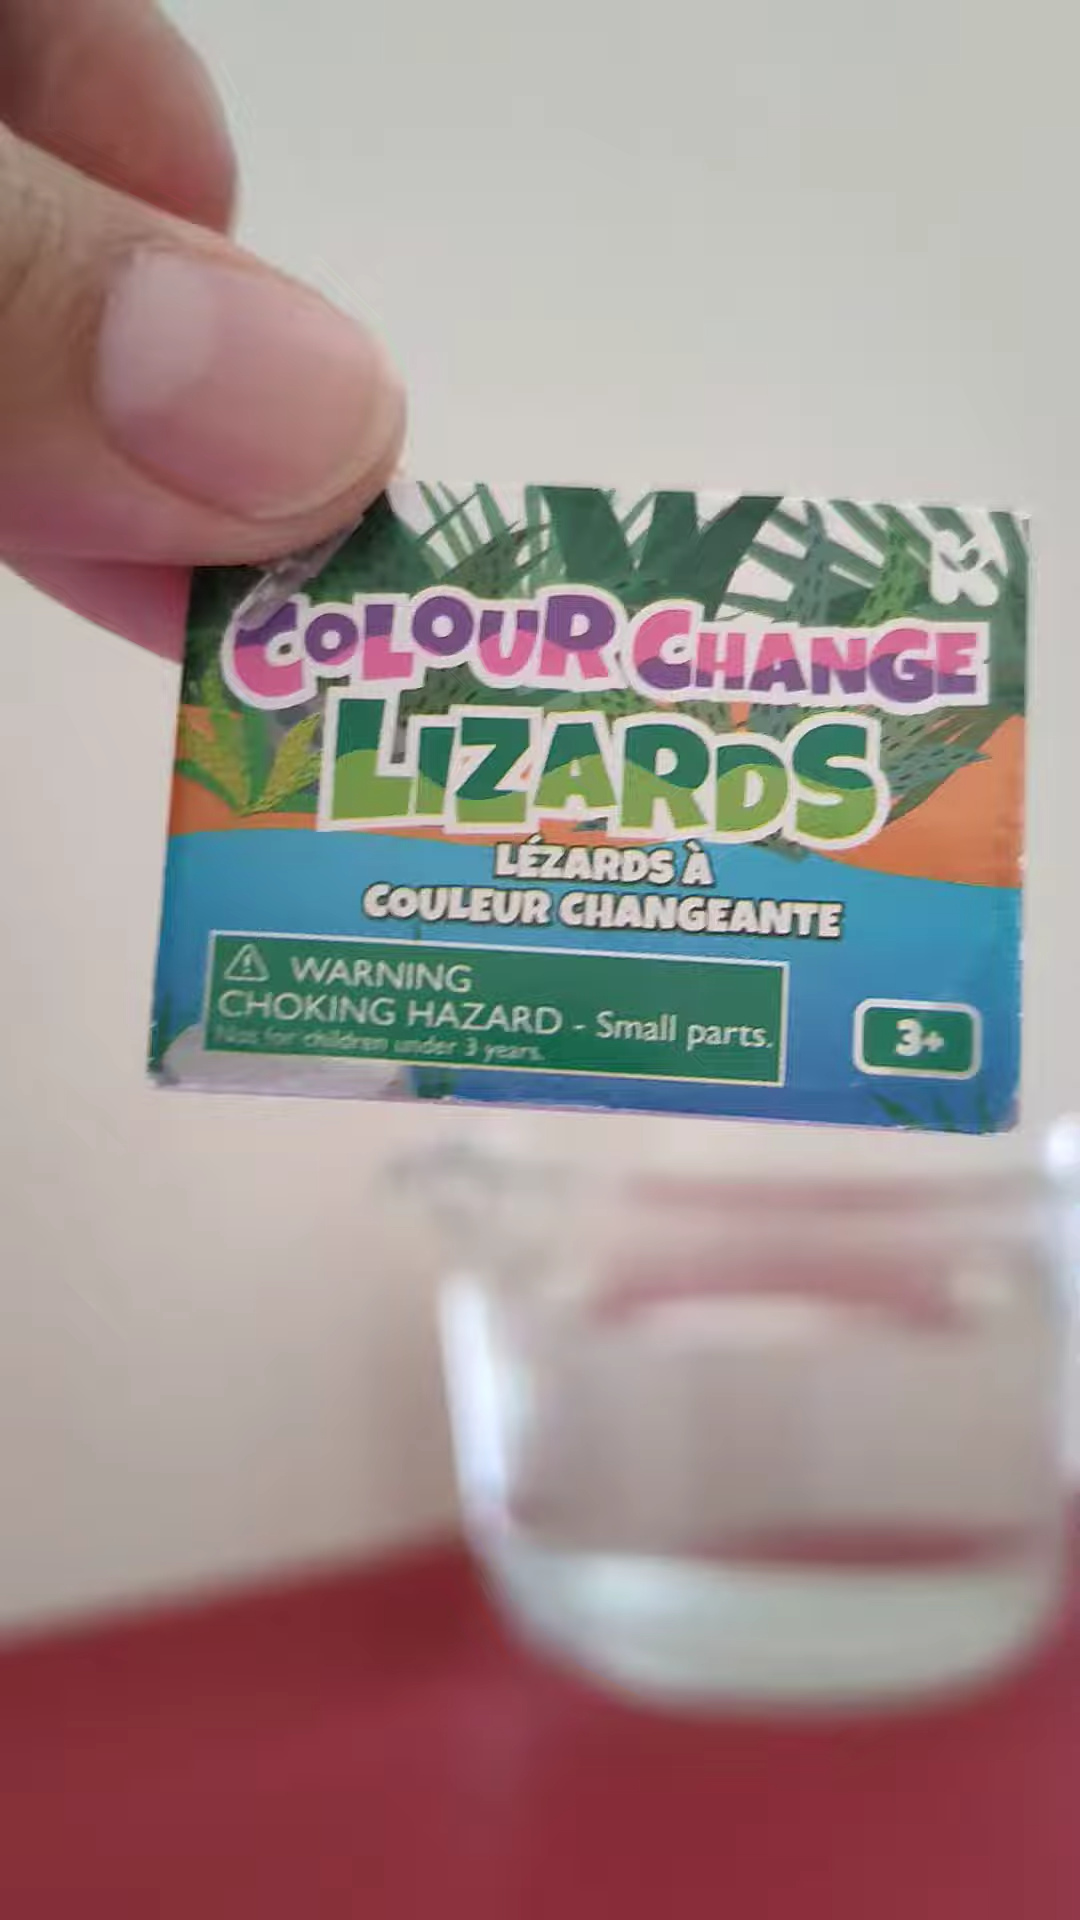 COLOUR CHANGE
LIZARDS
LÉZARDS À
COULEUR CHANGEANTE
WARNING
CHOKING HAZARD - Small parts.
Not for children under 3 years.
3+